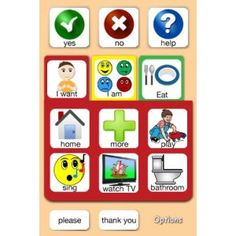 yes no help
I want I am Eat
home more play
sing watch TV bathroom
please thank you Options